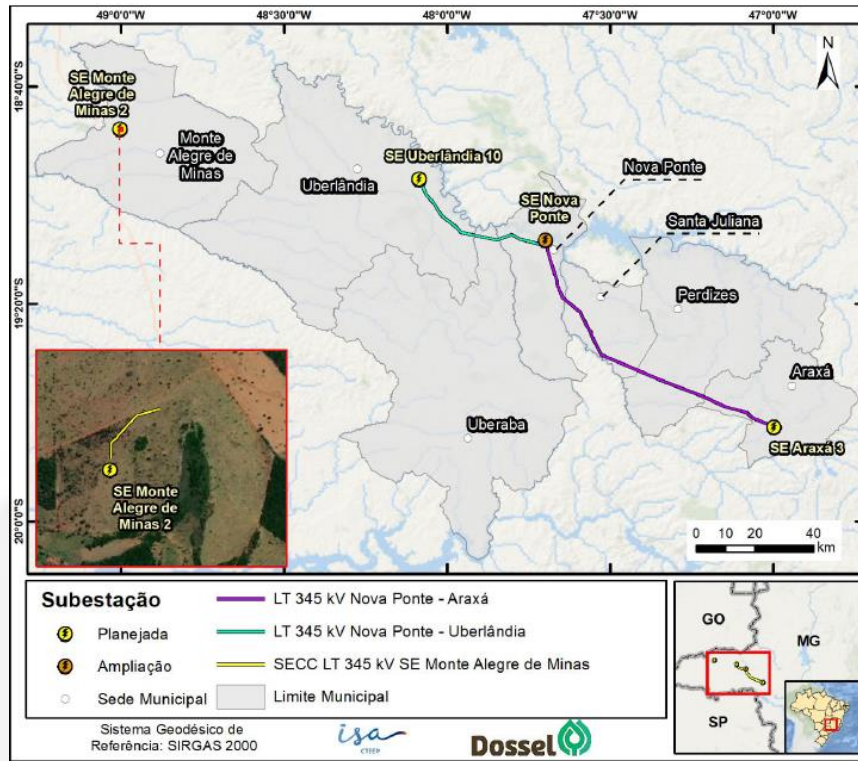 49°0'0"W
48°30'0"W
48°0'0"W
47°30'0"W
47°0'0"W
18°40'0"S
19°20'0"S
20°0'0"S
N
SE Monte
Alegre de
Minas 2
Monte
Alegre de
Minas
Uberlândia
SE Uberlândia 10
SE Nova
Ponte
Nova Ponte
Santa Juliana
Perdizes
Araxá
Uberaba
SE Araxá 3
SE Monte
Alegre de
Minas 2
0 10 20 40
km
Subestação
Planejada
Ampliação
Sede Municipal
LT 345 kV Nova Ponte - Araxá
LT 345 kV Nova Ponte - Uberlândia
SECC LT 345 kV SE Monte Alegre de Minas
Limite Municipal
GO
MG
SP
Sistema Geodésico de
Referência: SIRGAS 2000
isa
CTEEP
Dossel